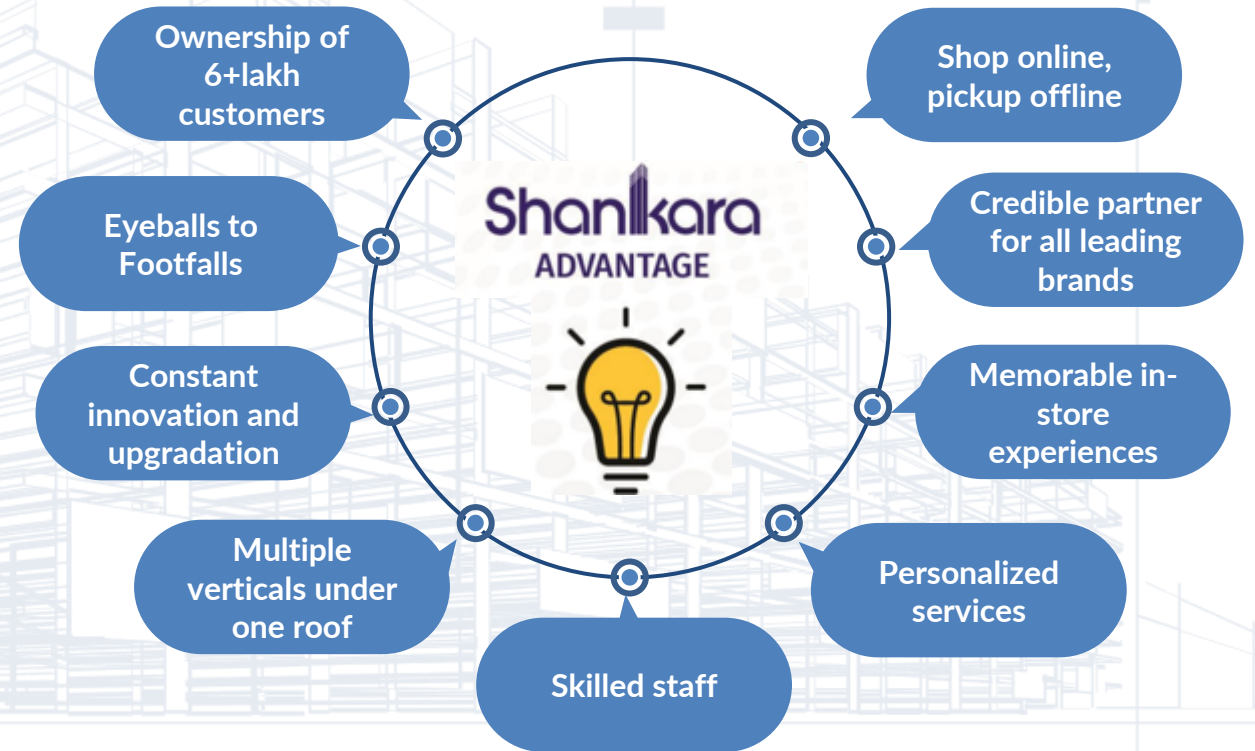 Ownership of
6+lakh
customers
Shop online,
pickup offline
Eyeballs to
Footfalls
Credible partner
for all leading
brands
Shankara
ADVANTAGE
Constant
innovation and
upgradation
Memorable in-
store
experiences
Multiple
verticals under
one roof
Personalized
services
Skilled staff